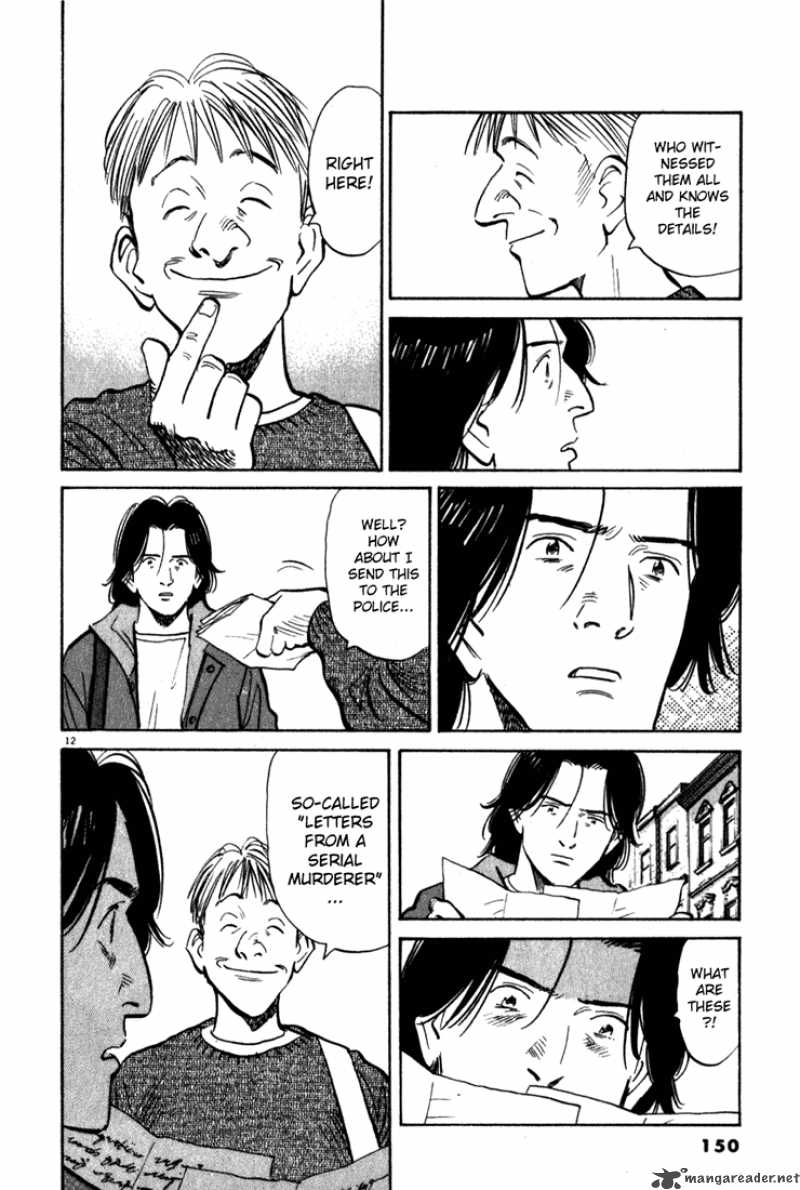 WHO WIT-
NESSED
THEM ALL
AND KNOWS
THE
DETAILS!
RIGHT
HERE!
WELL?
HOW
ABOUT I
SEND THIS
TO THE
POLICE...
12
WHAT
ARE
THESE
?!
SO-CALLED
"LETTERS
FROM A
SERIAL
MURDERER"
...
150
mangareader.net